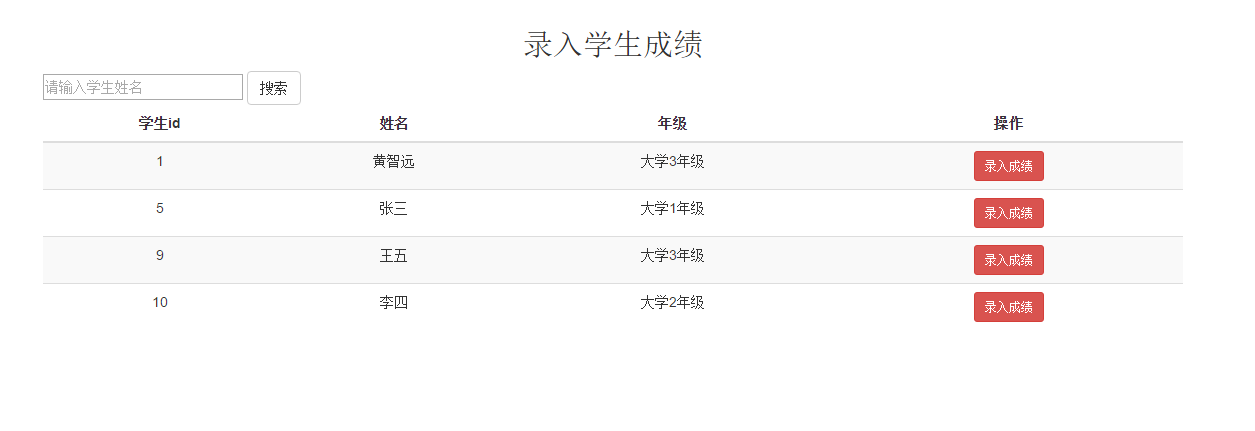 录入学生成绩
请输入学生姓名 搜索
学生id 姓名 年级 操作
1 黄智远 大学3年级 录入成绩
5 张三 大学1年级 录入成绩
9 王五 大学3年级 录入成绩
10 李四 大学2年级 录入成绩